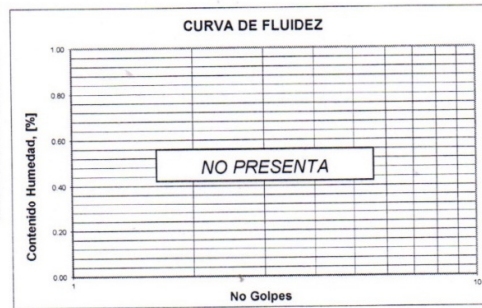 CURVA DE FLUIDEZ
Contenido Humedad, [%]
1.00
0.80
0.60
0.40
0.20
0.00
NO PRESENTA
1
10
No Golpes